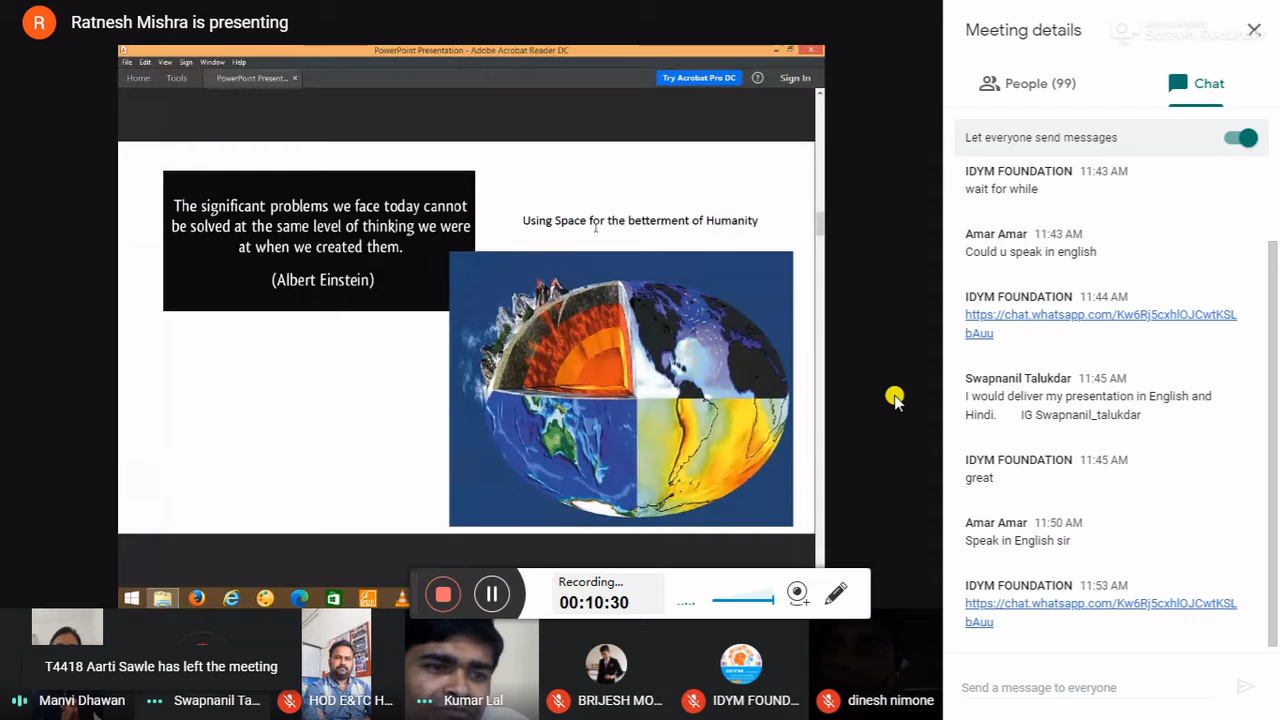 R Ratnesh Mishra is presenting
PowerPoint Presentation - Adobe Acrobat Reader DC
File Edit View Sign Window Help
Home Tools PowerPoint Present... × Try Acrobat Pro DC Sign In
The significant problems we face today cannot
be solved at the same level of thinking we were
at when we created them.
(Albert Einstein)
Using Space for the betterment of Humanity
Recording...
00:10:30
T4418 Aarti Sawle has left the meeting
Manvi Dhawan
Swapnanil Ta...
HOD E&TC H...
Kumar Lal
BRIJESH MO...
IDYM FOUND...
dinesh nimone
Meeting details
Screen Recorder
People (99)
Chat
Let everyone send messages
IDYM FOUNDATION 11:43 AM
wait for while
Amar Amar 11:43 AM
Could u speak in english
IDYM FOUNDATION 11:44 AM
https://chat.whatsapp.com/Kw6Rj5cxhlOJCwtKSL
bAuu
Swapnanil Talukdar 11:45 AM
I would deliver my presentation in English and
Hindi. IG Swapnanil_talukdar
IDYM FOUNDATION 11:45 AM
great
Amar Amar 11:50 AM
Speak in English sir
IDYM FOUNDATION 11:53 AM
https://chat.whatsapp.com/Kw6Rj5cxhlOJCwtKSL
bAuu
Send a message to everyone